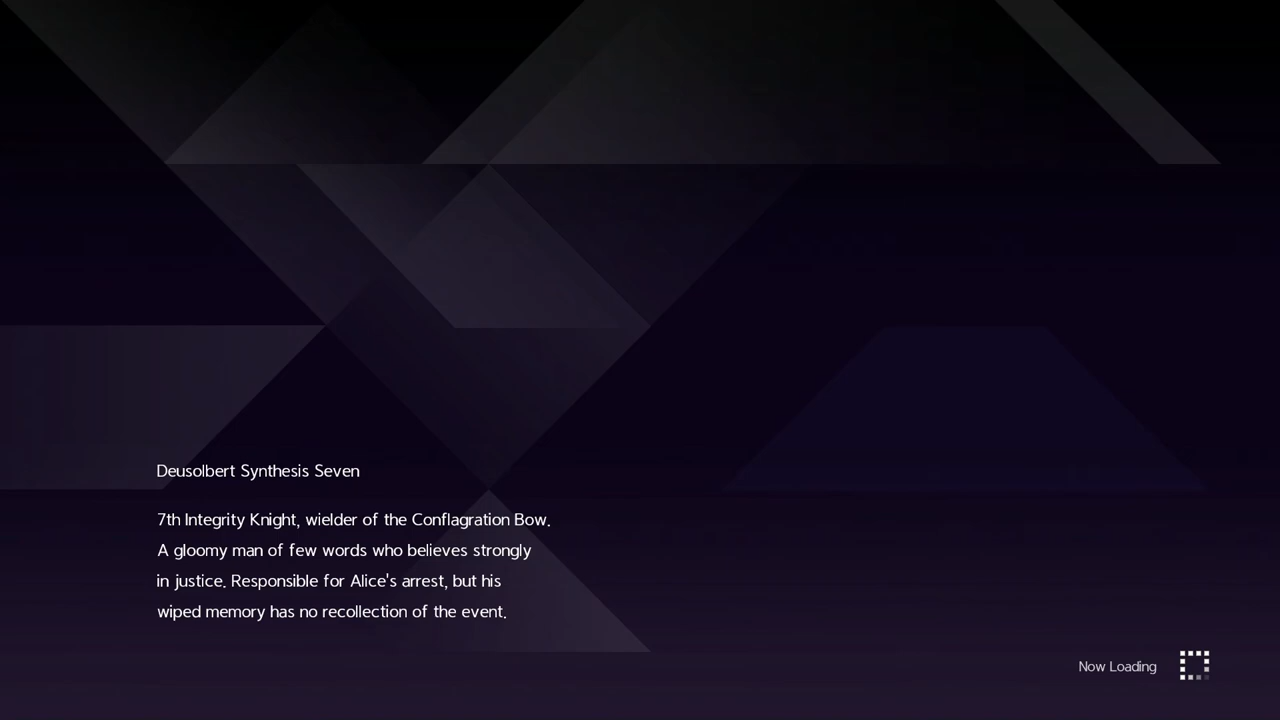 Deusolbert Synthesis Seven
7th Integrity Knight, wielder of the Conflagration Bow.
A gloomy man of few words who believes strongly
in justice. Responsible for Alice's arrest, but his
wiped memory has no recollection of the event.
Now Loading